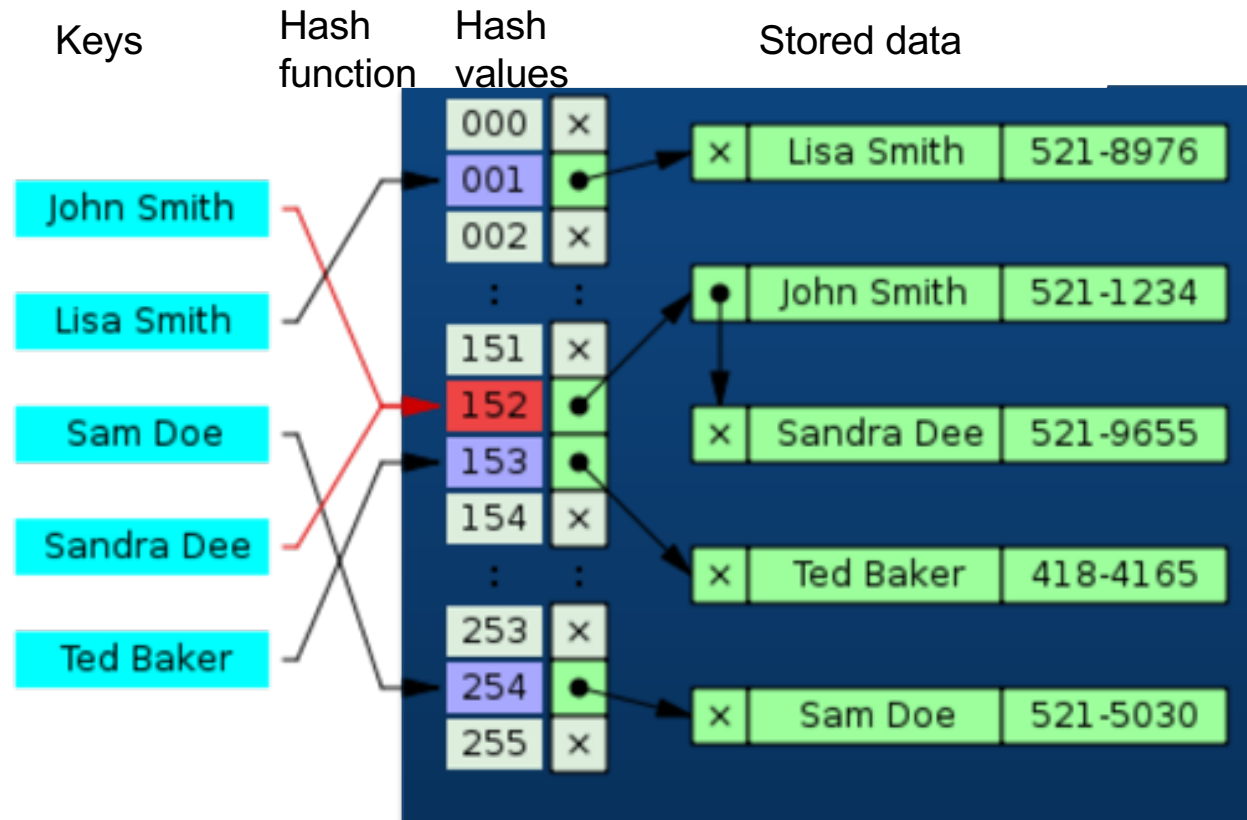 Keys
Hash function
Hash values
Stored data
John Smith
Lisa Smith
Sam Doe
Sandra Dee
Ted Baker
000 ×
001
002 ×
: :
151 ×
152
153
154 ×
: :
253 ×
254
255 ×
× Lisa Smith 521-8976
John Smith 521-1234
× Sandra Dee 521-9655
× Ted Baker 418-4165
× Sam Doe 521-5030